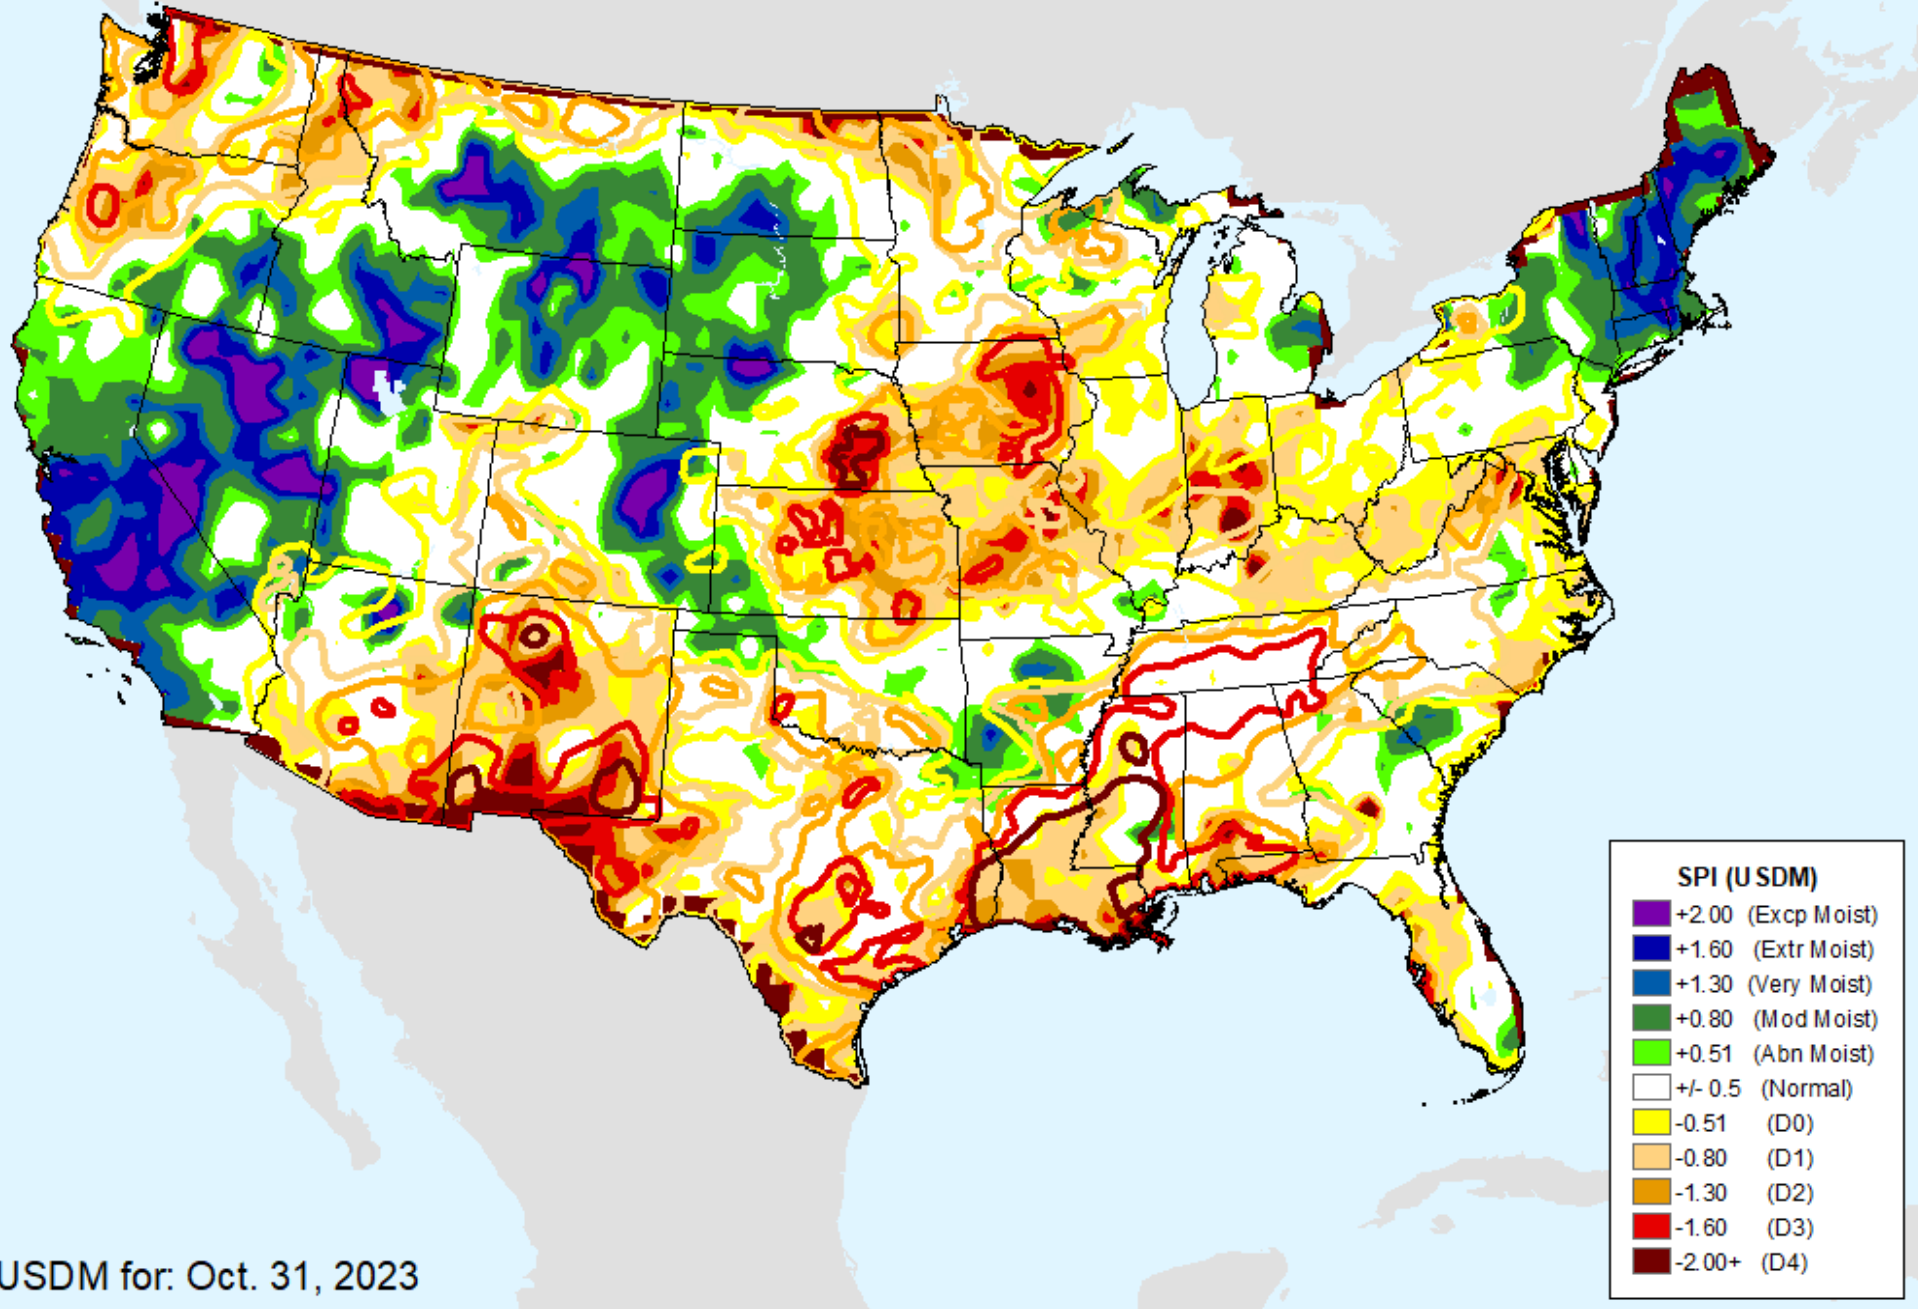 SPI (USDM)
+2.00 (Excp Moist)
+1.60 (Extr Moist)
+1.30 (Very Moist)
+0.80 (Mod Moist)
+0.51 (Abn Moist)
+/- 0.5 (Normal)
-0.51 (D0)
-0.80 (D1)
-1.30 (D2)
-1.60 (D3)
-2.00+ (D4)
USDM for: Oct. 31, 2023